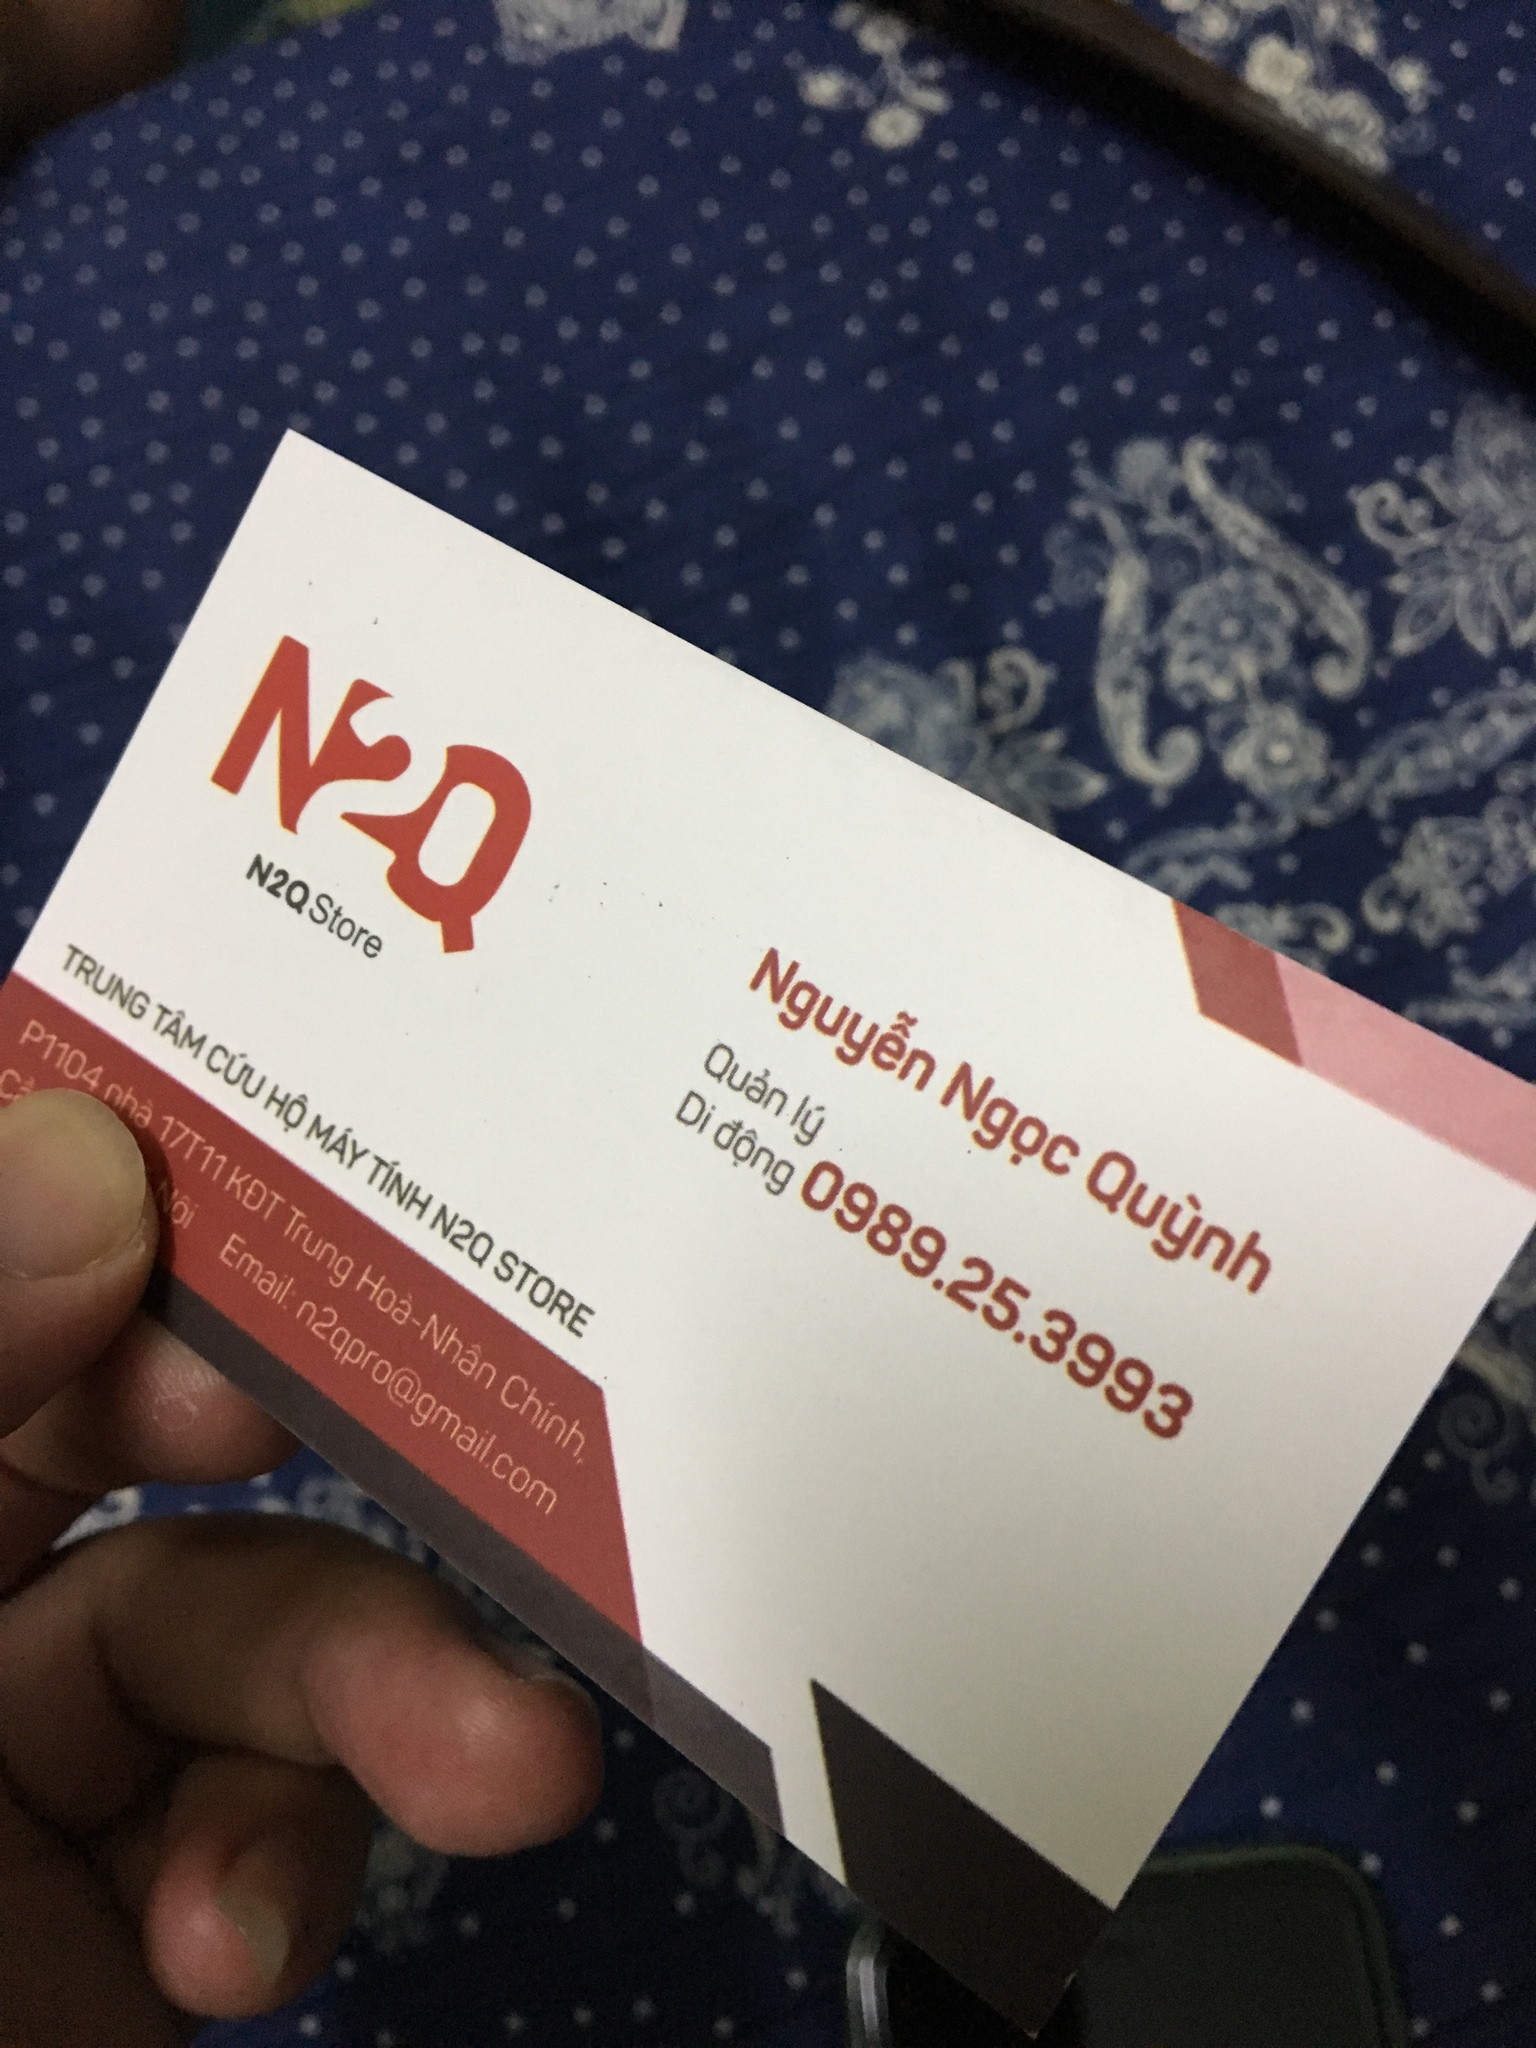 N2Q
N2Q Store
Nguyễn Ngọc Quỳnh
Quản lý
Di động 0989.25.3993
TRUNG TÂM CỨU HỘ MÁY TÍNH N2Q STORE
P1104 nhà 17T11 KĐT Trung Hoà-Nhân Chính,
Nội
Email: n2qpro@gmail.com